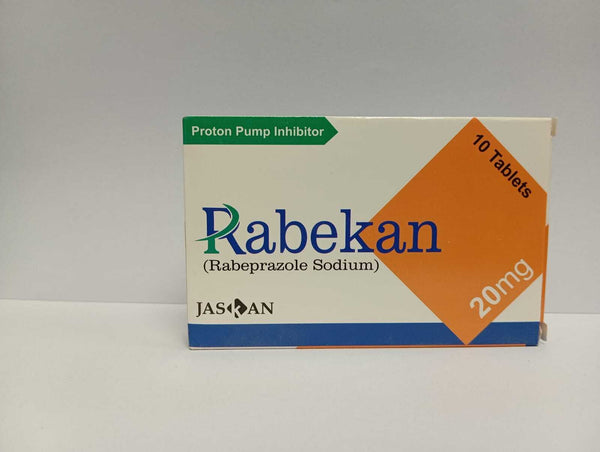 Proton Pump Inhibitor
10 Tablets
Rabekan
(Rabeprazole Sodium)
20mg
JASKAN